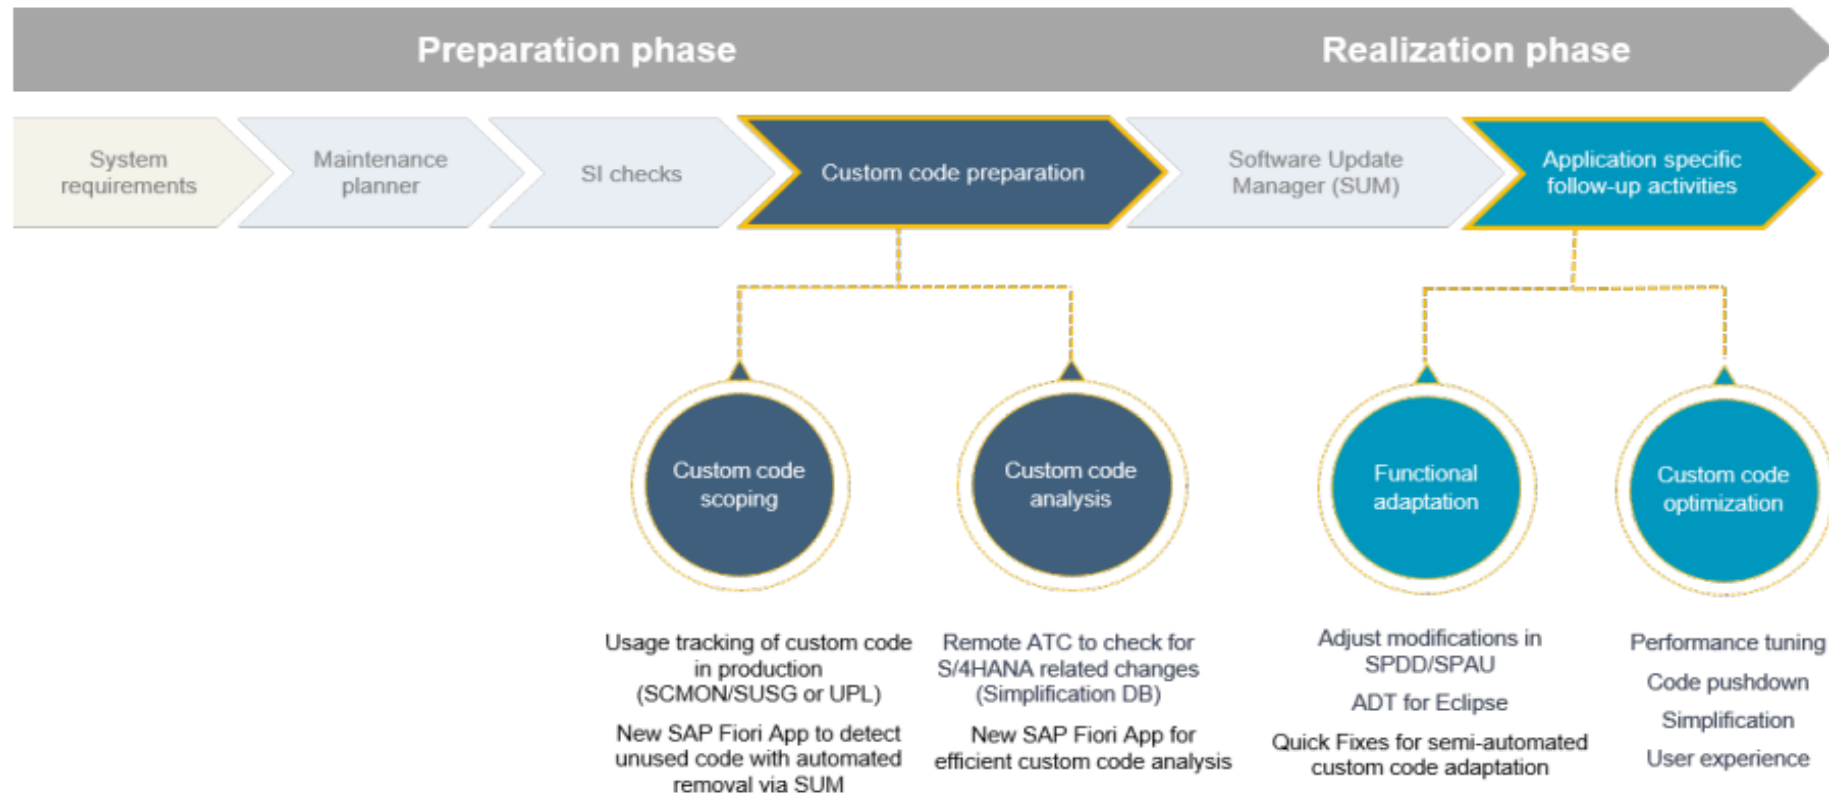 Preparation phase
Realization phase
System
requirements
Maintenance
planner
SI checks
Custom code preparation
Software Update
Manager (SUM)
Application specific
follow-up activities
Custom code
scoping
Custom code
analysis
Functional
adaptation
Custom code
optimization
Usage tracking of custom code
in production
(SCMON/SUSG or UPL)
New SAP Fiori App to detect
unused code with automated
removal via SUM
Remote ATC to check for
S/4HANA related changes
(Simplification DB)
New SAP Fiori App for
efficient custom code analysis
Adjust modifications in
SPDD/SPAU
ADT for Eclipse
Quick Fixes for semi-automated
custom code adaptation
Performance tuning
Code pushdown
Simplification
User experience